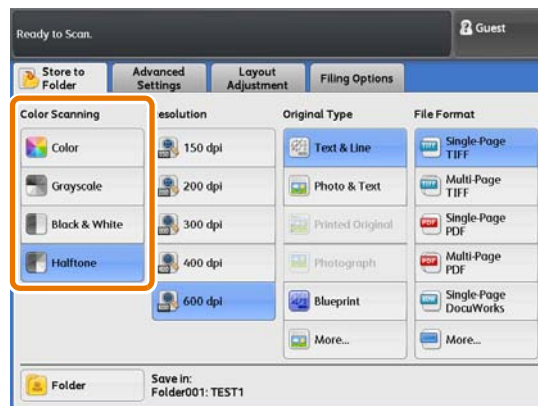 Ready to Scan.
Guest
Store to
Folder
Advanced
Settings
Layout
Adjustment
Filing Options
Color Scanning
Color
Grayscale
Black & White
Halftone
esolution
150 dpi
200 dpi
300 dpi
400 dpi
600 dpi
Original Type
Text & Line
Photo & Text
Printed Original
Photograph
Blueprint
More...
File Format
Single-Page
TIFF
Multi-Page
TIFF
Single-Page
PDF
Multi-Page
PDF
Single-Page
DocuWorks
More...
Folder
Save in:
Folder001: TEST1